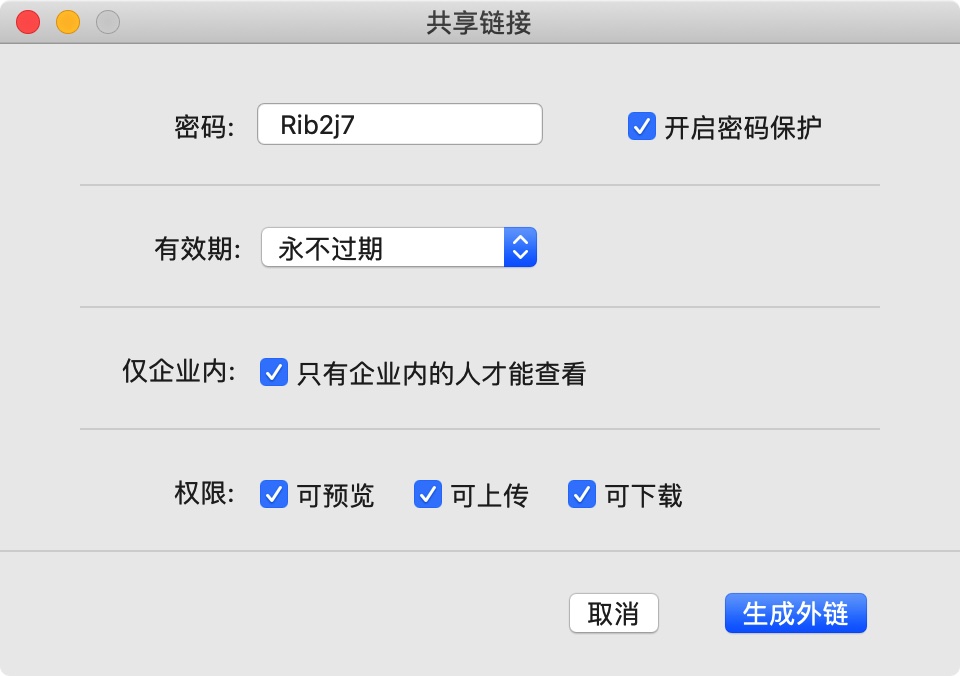 共享链接
密码: Rib2j7 开启密码保护
有效期: 永不过期
仅企业内: 只有企业内的人才能查看
权限: 可预览 可上传 可下载
取消 生成外链